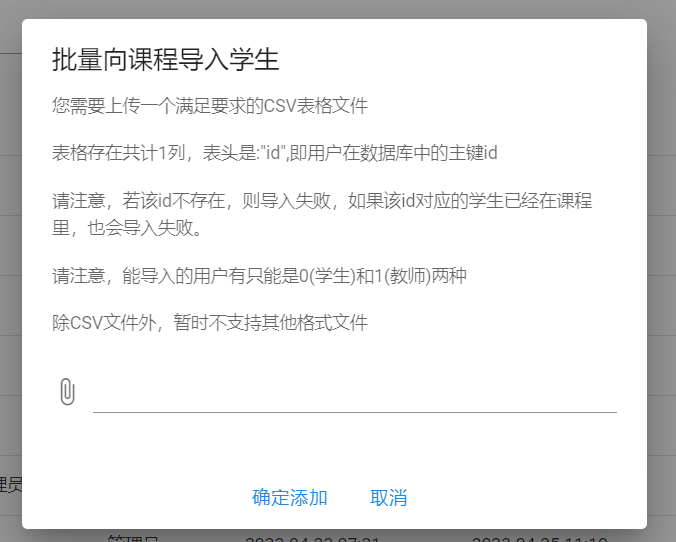 批量向课程导入学生
您需要上传一个满足要求的CSV表格文件
表格存在共计1列，表头是:"id",即用户在数据库中的主键id
请注意，若该id不存在，则导入失败，如果该id对应的学生已经在课程
里，也会导入失败。
请注意，能导入的用户有只能是0(学生)和1(教师)两种
除CSV文件外，暂时不支持其他格式文件
理员
确定添加 取消
管理员